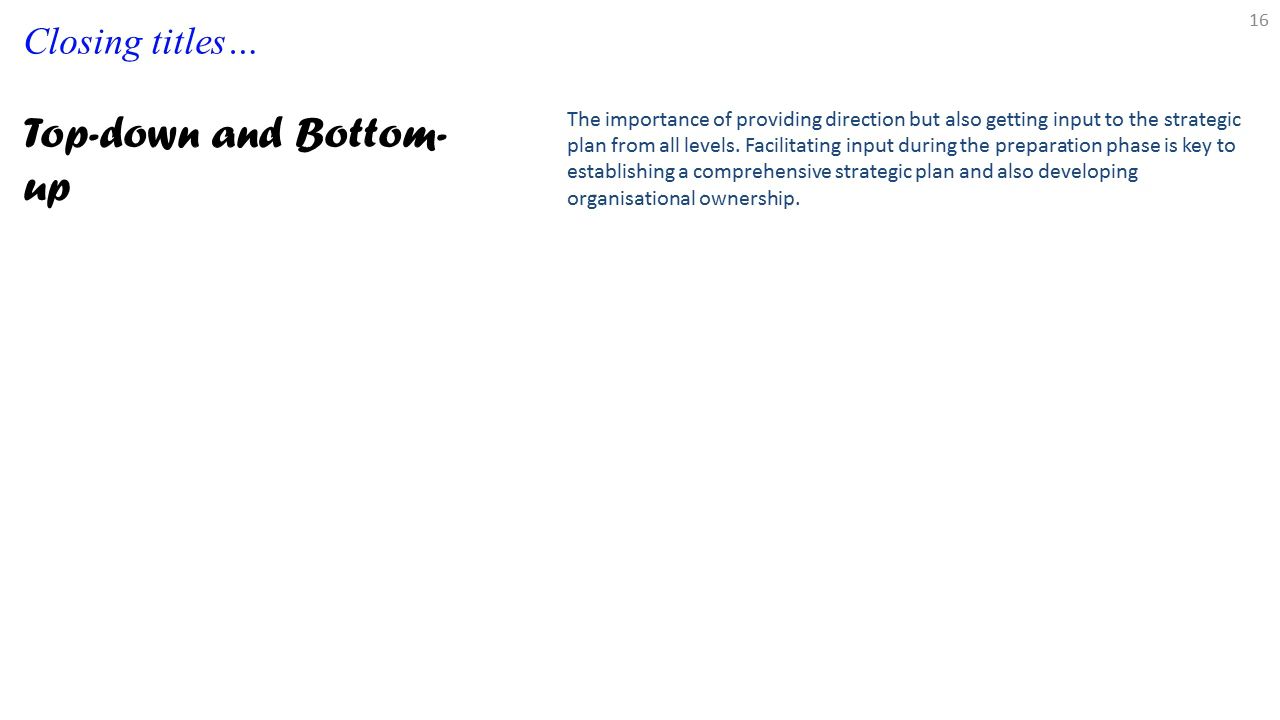 16
Closing titles…
Top-down and Bottom-
up
The importance of providing direction but also getting input to the strategic
plan from all levels. Facilitating input during the preparation phase is key to
establishing a comprehensive strategic plan and also developing
organisational ownership.